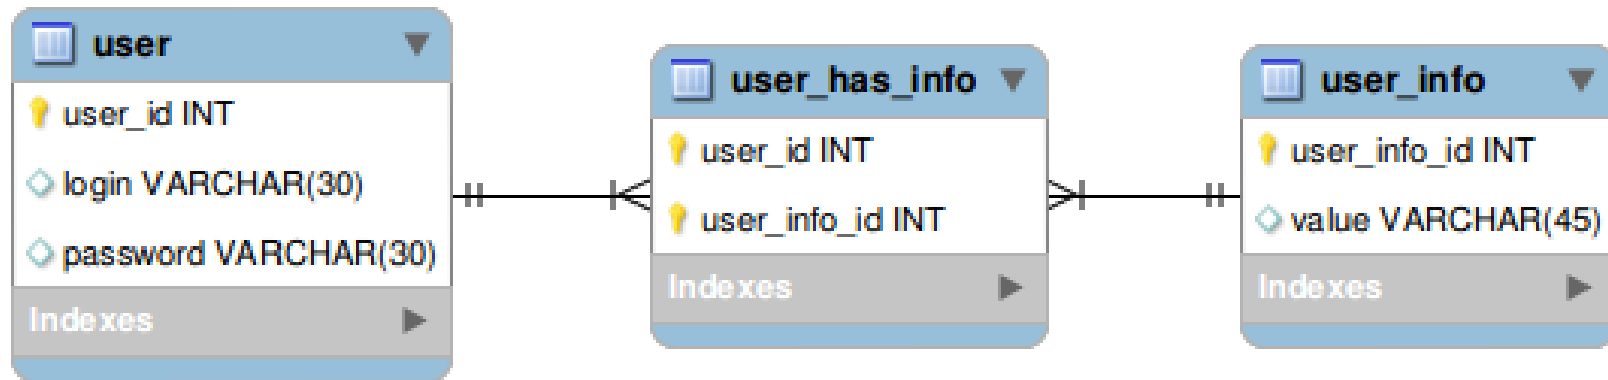 user
user_id INT
login VARCHAR(30)
password VARCHAR(30)
Indexes
user_has_info
user_id INT
user_info_id INT
Indexes
user_info
user_info_id INT
value VARCHAR(45)
Indexes